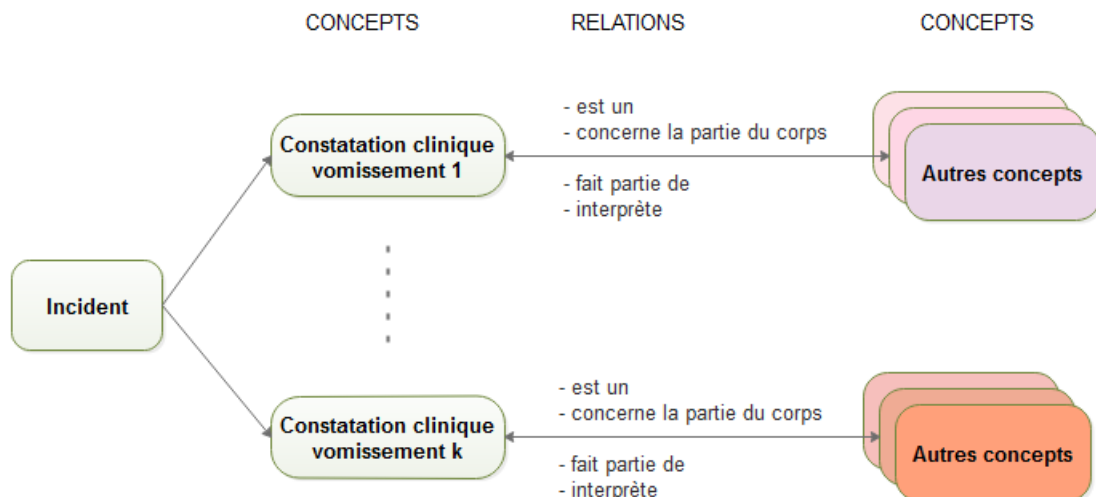 CONCEPTS RELATIONS CONCEPTS
- est un
- concerne la partie du corps
Constatation clinique
vomissement 1
Autres concepts
- fait partie de
- interprète
Incident
- est un
- concerne la partie du corps
Constatation clinique
vomissement k
Autres concepts
- fait partie de
- interprète